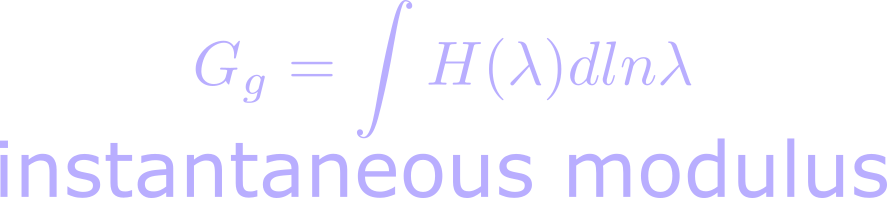 G_g = ∫ H(λ)dlnλ
instantaneous modulus